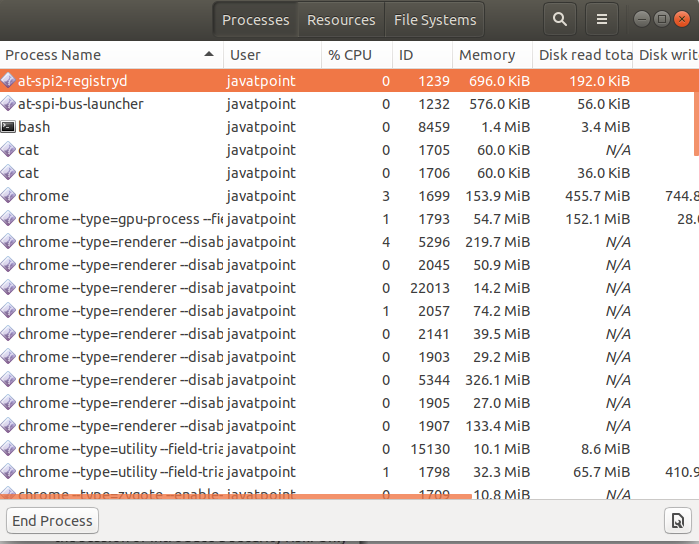 Processes Resources File Systems
Process Name User % CPU ID Memory Disk read tota Disk write
at-spi2-registryd javatpoint 0 1239 696.0 KiB 192.0 KiB
at-spi-bus-launcher javatpoint 0 1232 576.0 KiB 56.0 KiB
bash javatpoint 0 8459 1.4 MiB 3.4 MiB
cat javatpoint 0 1705 60.0 KiB N/A
cat javatpoint 0 1706 60.0 KiB 36.0 KiB
chrome javatpoint 3 1699 153.9 MiB 455.7 MiB 744.8
chrome --type=gpu-process --fie javatpoint 1 1793 54.7 MiB 152.1 MiB 28.0
chrome --type=renderer --disab javatpoint 4 5296 219.7 MiB N/A
chrome --type=renderer --disab javatpoint 0 2045 50.9 MiB N/A
chrome --type=renderer --disab javatpoint 0 22013 14.2 MiB N/A
chrome --type=renderer --disab javatpoint 1 2057 74.2 MiB N/A
chrome --type=renderer --disab javatpoint 0 2141 39.5 MiB N/A
chrome --type=renderer --disab javatpoint 0 1903 29.2 MiB N/A
chrome --type=renderer --disab javatpoint 0 5344 326.1 MiB N/A
chrome --type=renderer --disab javatpoint 0 1905 27.0 MiB N/A
chrome --type=renderer --disab javatpoint 0 1907 133.4 MiB N/A
chrome --type=utility --field-tria javatpoint 0 15130 10.1 MiB 8.6 MiB
chrome --type=utility --field-tria javatpoint 1 1798 32.3 MiB 65.7 MiB 410.9
chrome --type=zygote --enable- javatpoint 0 1709 10.8 MiB N/A
End Process